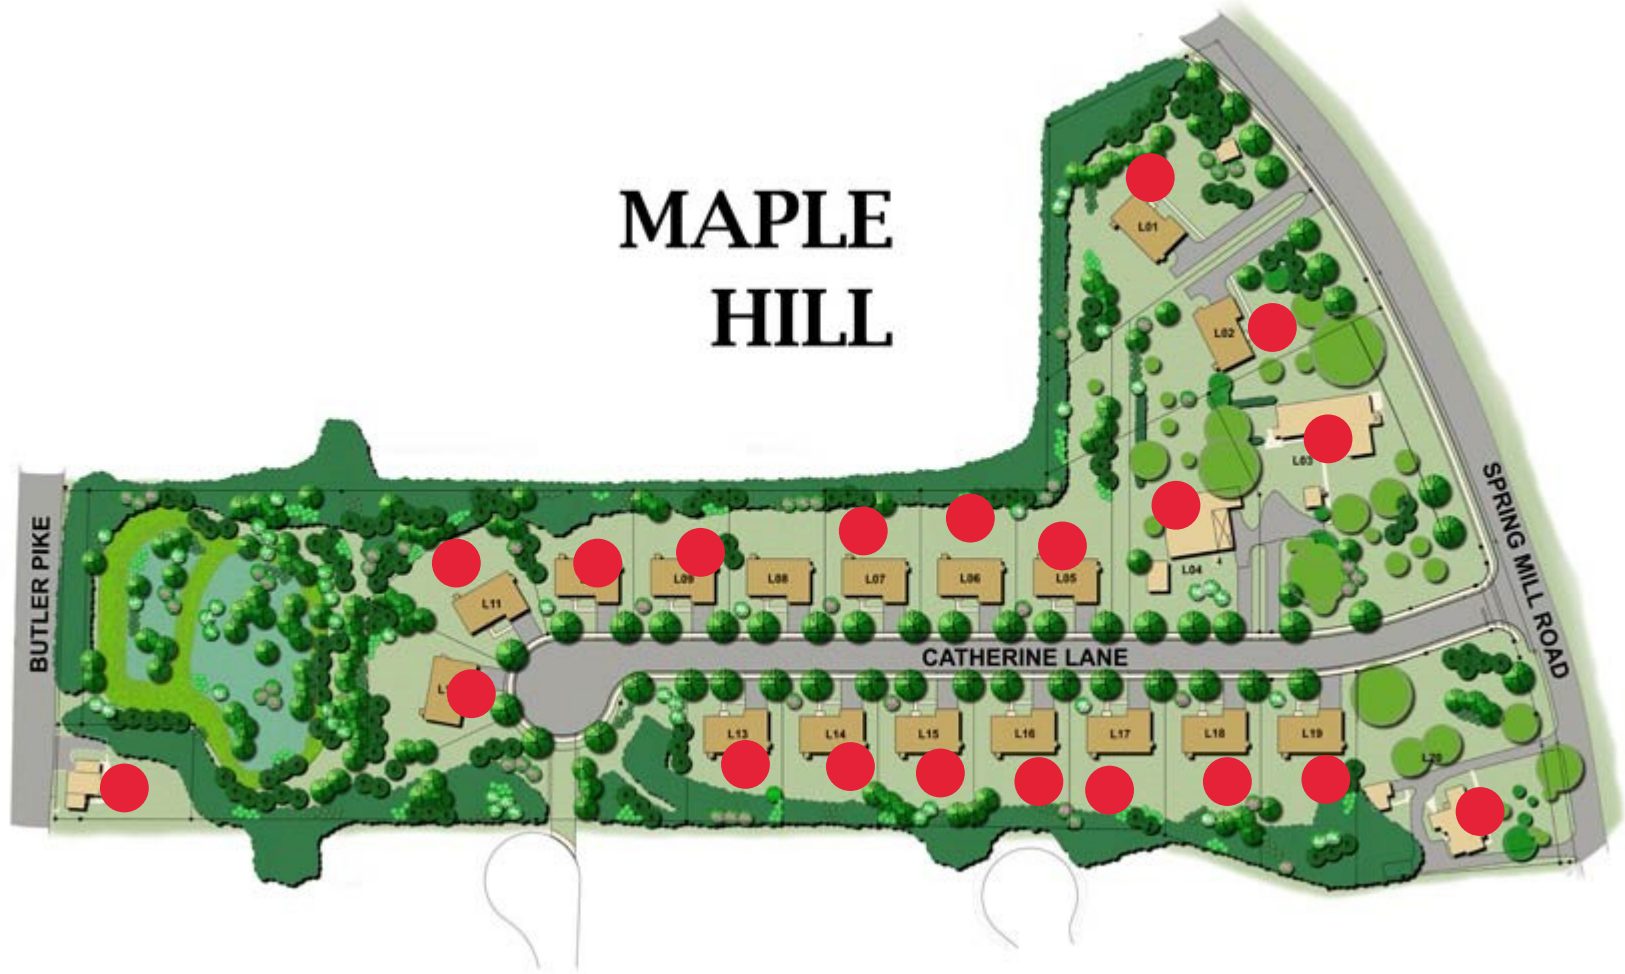 MAPLE
HILL
L01
L02
L03
L04
L05
L06
L07
L08
L09
L11
BUTLER PIKE
CATHERINE LANE
SPRING MILL ROAD
L13
L14
L15
L16
L17
L18
L19
L20